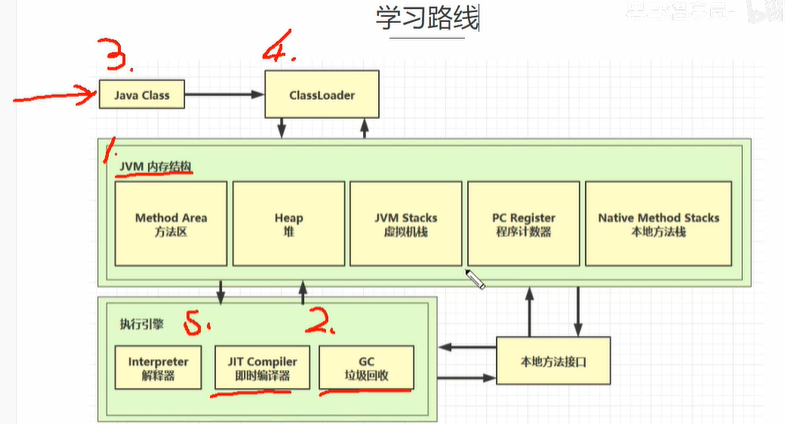 学习路线
3.
4.
Java Class
ClassLoader
1.
JVM 内存结构
Method Area
方法区
Heap
堆
JVM Stacks
虚拟机栈
PC Register
程序计数器
Native Method Stacks
本地方法栈
执行引擎
5.
2.
Interpreter
解释器
JIT Compiler
即时编译器
GC
垃圾回收
本地方法接口